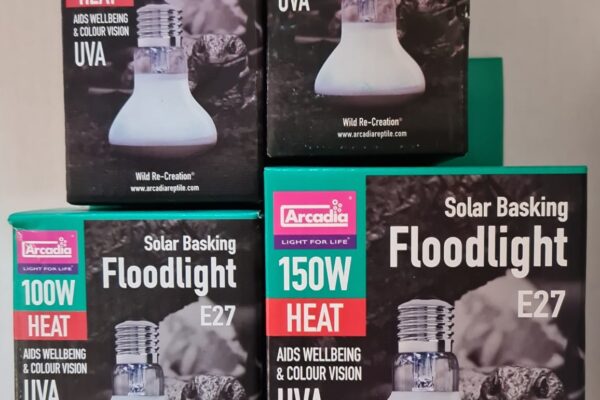 HEAT
AIDS WELLBEING
& COLOUR VISION
UVA
Wild Re-Creation®
www.arcadiareptile.com
UVA
Wild Re-Creation®
www.arcadiareptile.com
Arcadia
LIGHT FOR LIFE®
100W
HEAT
AIDS WELLBEING
& COLOUR VISION
UVA
Solar Basking
Floodlight
E27
Arcadia
LIGHT FOR LIFE®
150W
HEAT
AIDS WELLBEING
& COLOUR VISION
UVA
Solar Basking
Floodlight
E27